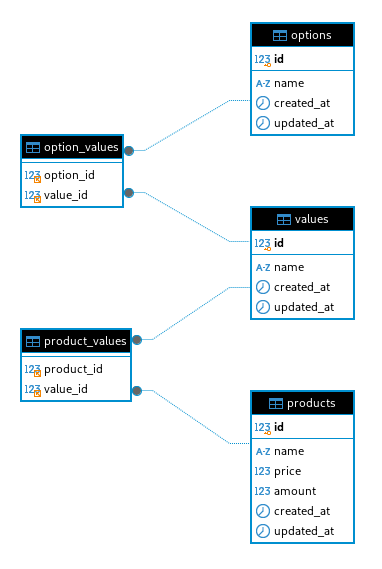 options
123 id
A-Z name
created_at
updated_at
option_values
123 option_id
123 value_id
values
123 id
A-Z name
created_at
updated_at
product_values
123 product_id
123 value_id
products
123 id
A-Z name
123 price
123 amount
created_at
updated_at